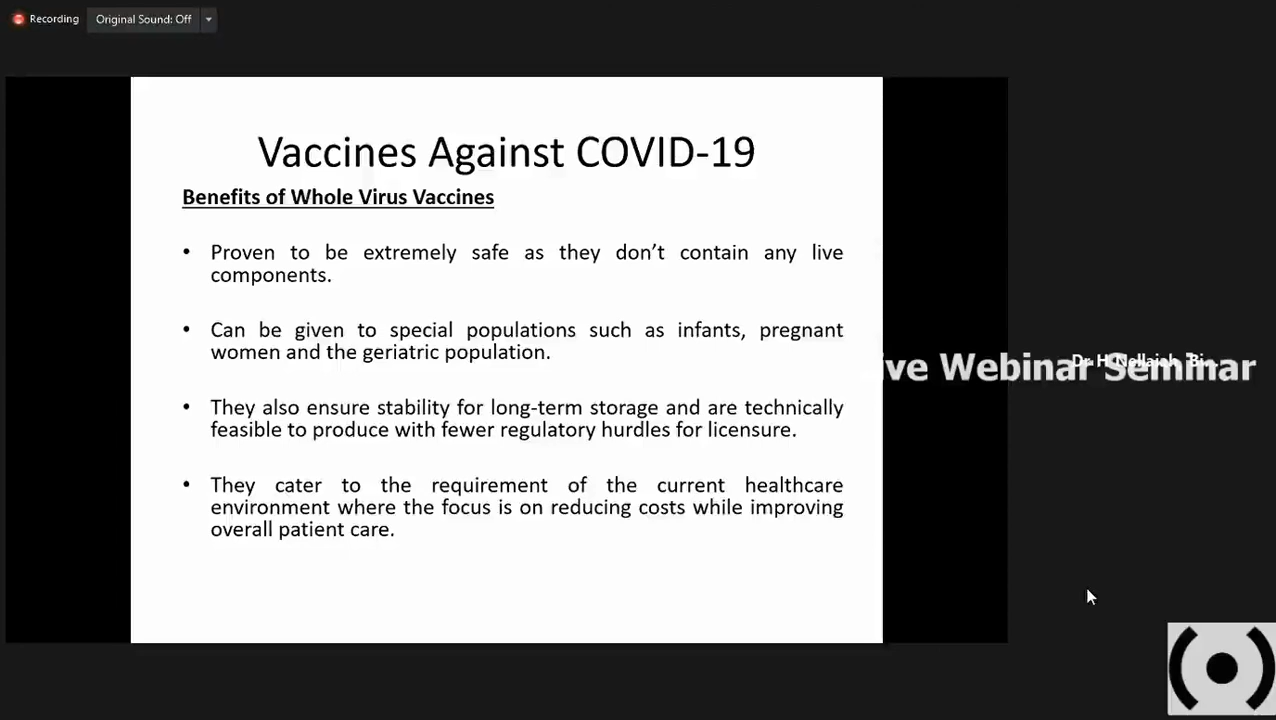 Recording
Original Sound: Off
Vaccines Against COVID-19
Benefits of Whole Virus Vaccines
• Proven to be extremely safe as they don’t contain any live
components.
• Can be given to special populations such as infants, pregnant
women and the geriatric population.
ive Webinar Seminar
Dr H Nellaiah Bi...
• They also ensure stability for long-term storage and are technically
feasible to produce with fewer regulatory hurdles for licensure.
• They cater to the requirement of the current healthcare
environment where the focus is on reducing costs while improving
overall patient care.